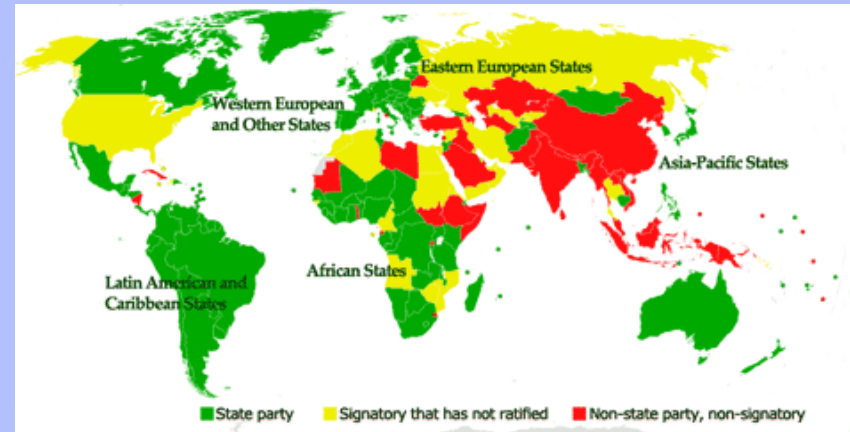 Eastern European States
Western European
and Other States
Asia-Pacific States
African States
Latin American and
Caribbean States
State party
Signatory that has not ratified
Non-state party, non-signatory